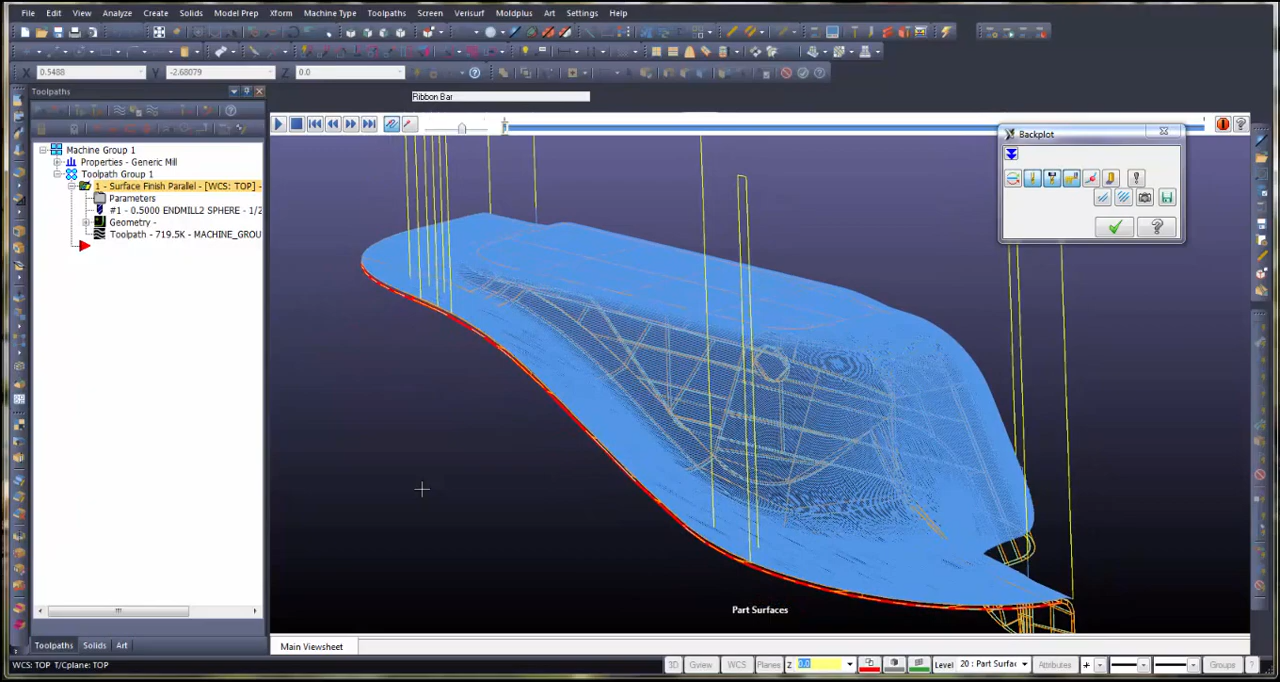 File Edit View Analyze Create Solids Model Prep Xform Machine Type Toolpaths Screen Verisurf Moldplus Art Settings Help
X 0.5488 Y -2.68079 Z 0.0
Toolpaths
Ribbon Bar
Backplot
Machine Group 1
Properties - Generic Mill
Toolpath Group 1
1 - Surface Finish Parallel - [WCS: TOP] -
Parameters
#1 - 0.5000 ENDMILL2 SPHERE - 1/2
Geometry -
Toolpath - 719.5K - MACHINE_GROU
Part Surfaces
Toolpaths Solids Art
Main Viewsheet
WCS: TOP T/Cplane: TOP
3D Gview WCS Planes Z 0.0 Level 20 : Part Surfac Attributes Groups ?